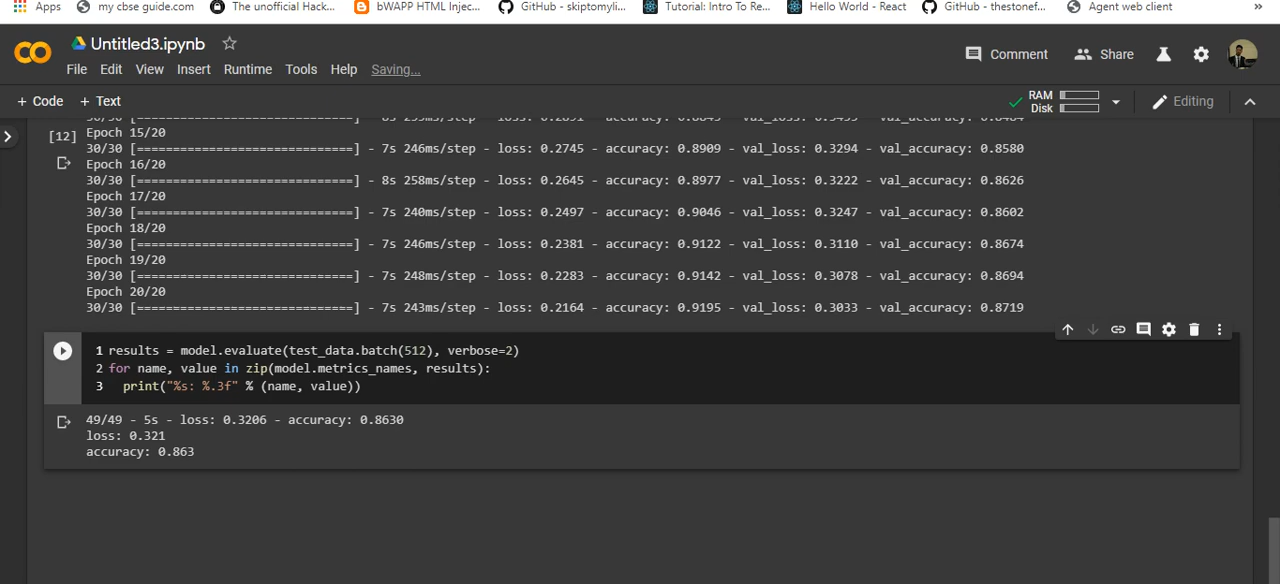 Apps my cbse guide.com The unofficial Hack... bWAPP HTML Injec... GitHub - skiptomyli... Tutorial: Intro To Re... Hello World - React GitHub - thestonef... Agent web client »
CO Untitled3.ipynb
Comment Share
File Edit View Insert Runtime Tools Help Saving...
+ Code + Text RAM Disk Editing
[12] Epoch 15/20
30/30 [==============================] - 7s 246ms/step - loss: 0.2745 - accuracy: 0.8909 - val_loss: 0.3294 - val_accuracy: 0.8580
Epoch 16/20
30/30 [==============================] - 8s 258ms/step - loss: 0.2645 - accuracy: 0.8977 - val_loss: 0.3222 - val_accuracy: 0.8626
Epoch 17/20
30/30 [==============================] - 7s 240ms/step - loss: 0.2497 - accuracy: 0.9046 - val_loss: 0.3247 - val_accuracy: 0.8602
Epoch 18/20
30/30 [==============================] - 7s 246ms/step - loss: 0.2381 - accuracy: 0.9122 - val_loss: 0.3110 - val_accuracy: 0.8674
Epoch 19/20
30/30 [==============================] - 7s 248ms/step - loss: 0.2283 - accuracy: 0.9142 - val_loss: 0.3078 - val_accuracy: 0.8694
Epoch 20/20
30/30 [==============================] - 7s 243ms/step - loss: 0.2164 - accuracy: 0.9195 - val_loss: 0.3033 - val_accuracy: 0.8719
1 results = model.evaluate(test_data.batch(512), verbose=2)
2 for name, value in zip(model.metrics_names, results):
3 print("%s: %.3f" % (name, value))
49/49 - 5s - loss: 0.3206 - accuracy: 0.8630
loss: 0.321
accuracy: 0.863